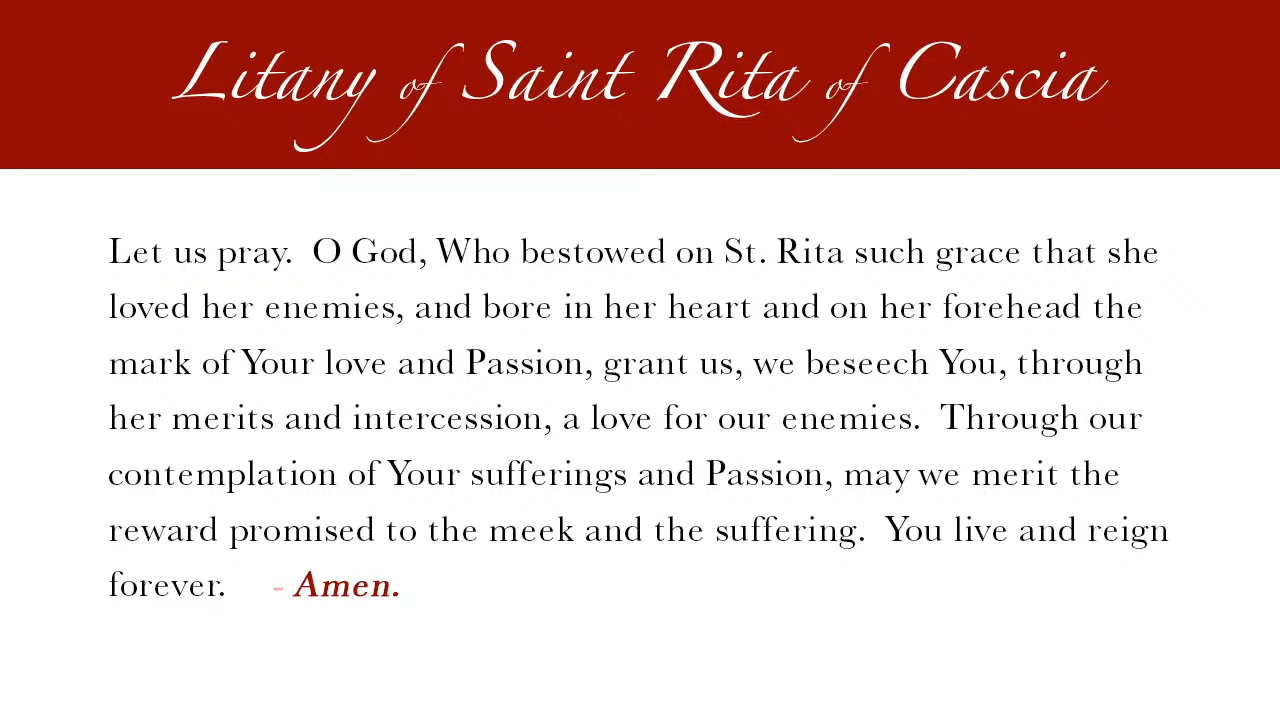 Litany of Saint Rita of Cascia
Let us pray.  O God, Who bestowed on St. Rita such grace that she
loved her enemies, and bore in her heart and on her forehead the
mark of Your love and Passion, grant us, we beseech You, through
her merits and intercession, a love for our enemies.  Through our
contemplation of Your sufferings and Passion, may we merit the
reward promised to the meek and the suffering.  You live and reign
forever.    - Amen.